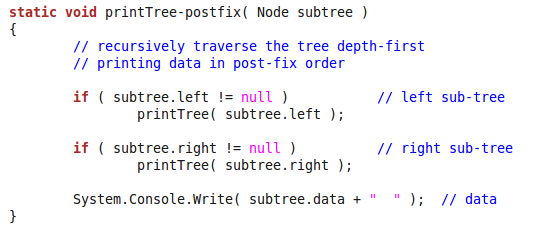 static void printTree-postfix( Node subtree )
{
        // recursively traverse the tree depth-first
        // printing data in post-fix order

        if ( subtree.left != null )           // left sub-tree
                printTree( subtree.left );

        if ( subtree.right != null )          // right sub-tree
                printTree( subtree.right );

        System.Console.Write( subtree.data + "  " );  // data
}